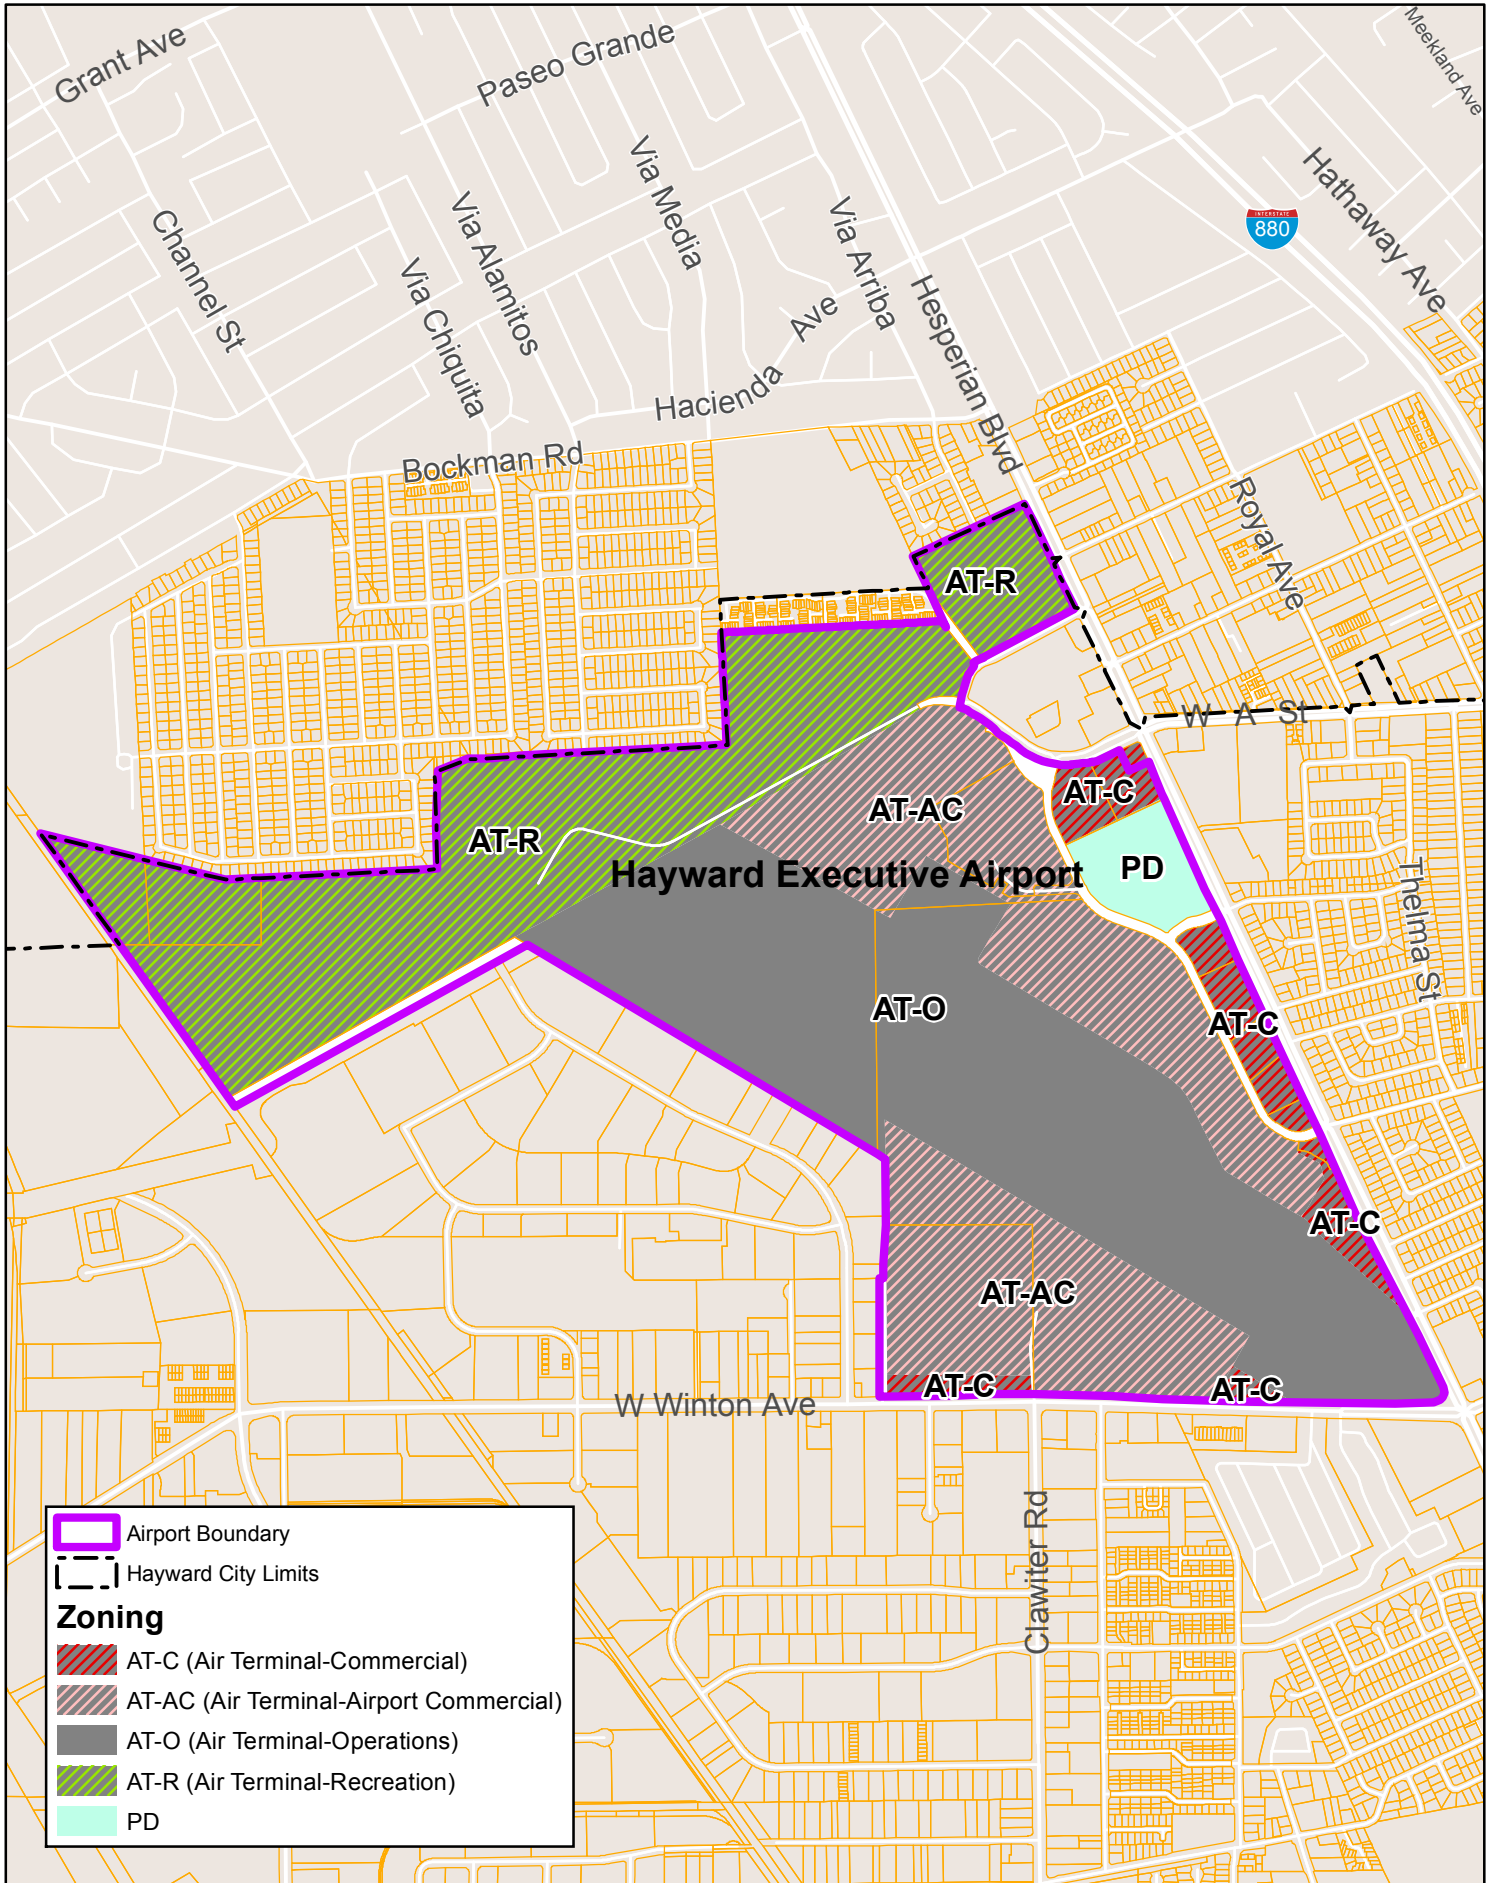 Grant Ave
Paseo Grande
Meekland Ave
Hathaway Ave
INTERSTATE
880
Via Media
Via Alamitos
Via Arriba
Channel St
Via Chiquita
Hesperian Blvd
Hacienda Ave
Bockman Rd
Royal Ave
AT-R
W A St
AT-C
AT-AC
AT-R
Hayward Executive Airport
PD
Thelma St
AT-O
AT-C
AT-C
AT-AC
AT-C
AT-C
W Winton Ave
Clawiter Rd
Airport Boundary
Hayward City Limits
Zoning
AT-C (Air Terminal-Commercial)
AT-AC (Air Terminal-Airport Commercial)
AT-O (Air Terminal-Operations)
AT-R (Air Terminal-Recreation)
PD